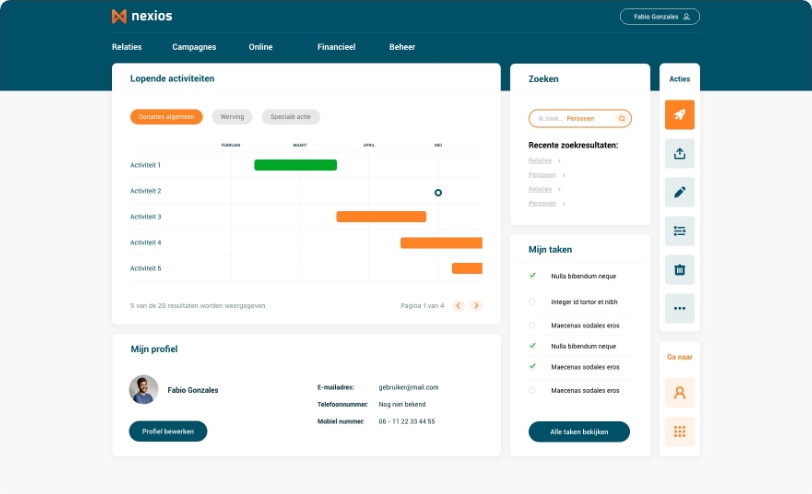 nexios
Fabio Gonzales
Relaties Campagnes Online Financieel Beheer
Lopende activiteiten
Donaties algemeen Werving Speciale actie
FEBRUARI MAART APRIL MEI
Activiteit 1
Activiteit 2
Activiteit 3
Activiteit 4
Activiteit 5
5 van de 20 resultaten worden weergegeven
Pagina 1 van 4
Zoeken
Ik zoek... Personen
Recente zoekresultaten:
Relaties
Personen
Relaties
Personen
Acties
Mijn taken
Nulla bibendum neque
Integer id tortor et nibh
Maecenas sodales eros
Nulla bibendum neque
Maecenas sodales eros
Maecenas sodales eros
Alle taken bekijken
Ga naar
Mijn profiel
Fabio Gonzales
Profiel bewerken
E-mailadres: gebruiker@mail.com
Telefoonnummer: Nog niet bekend
Mobiel nummer: 06 - 11 22 33 44 55